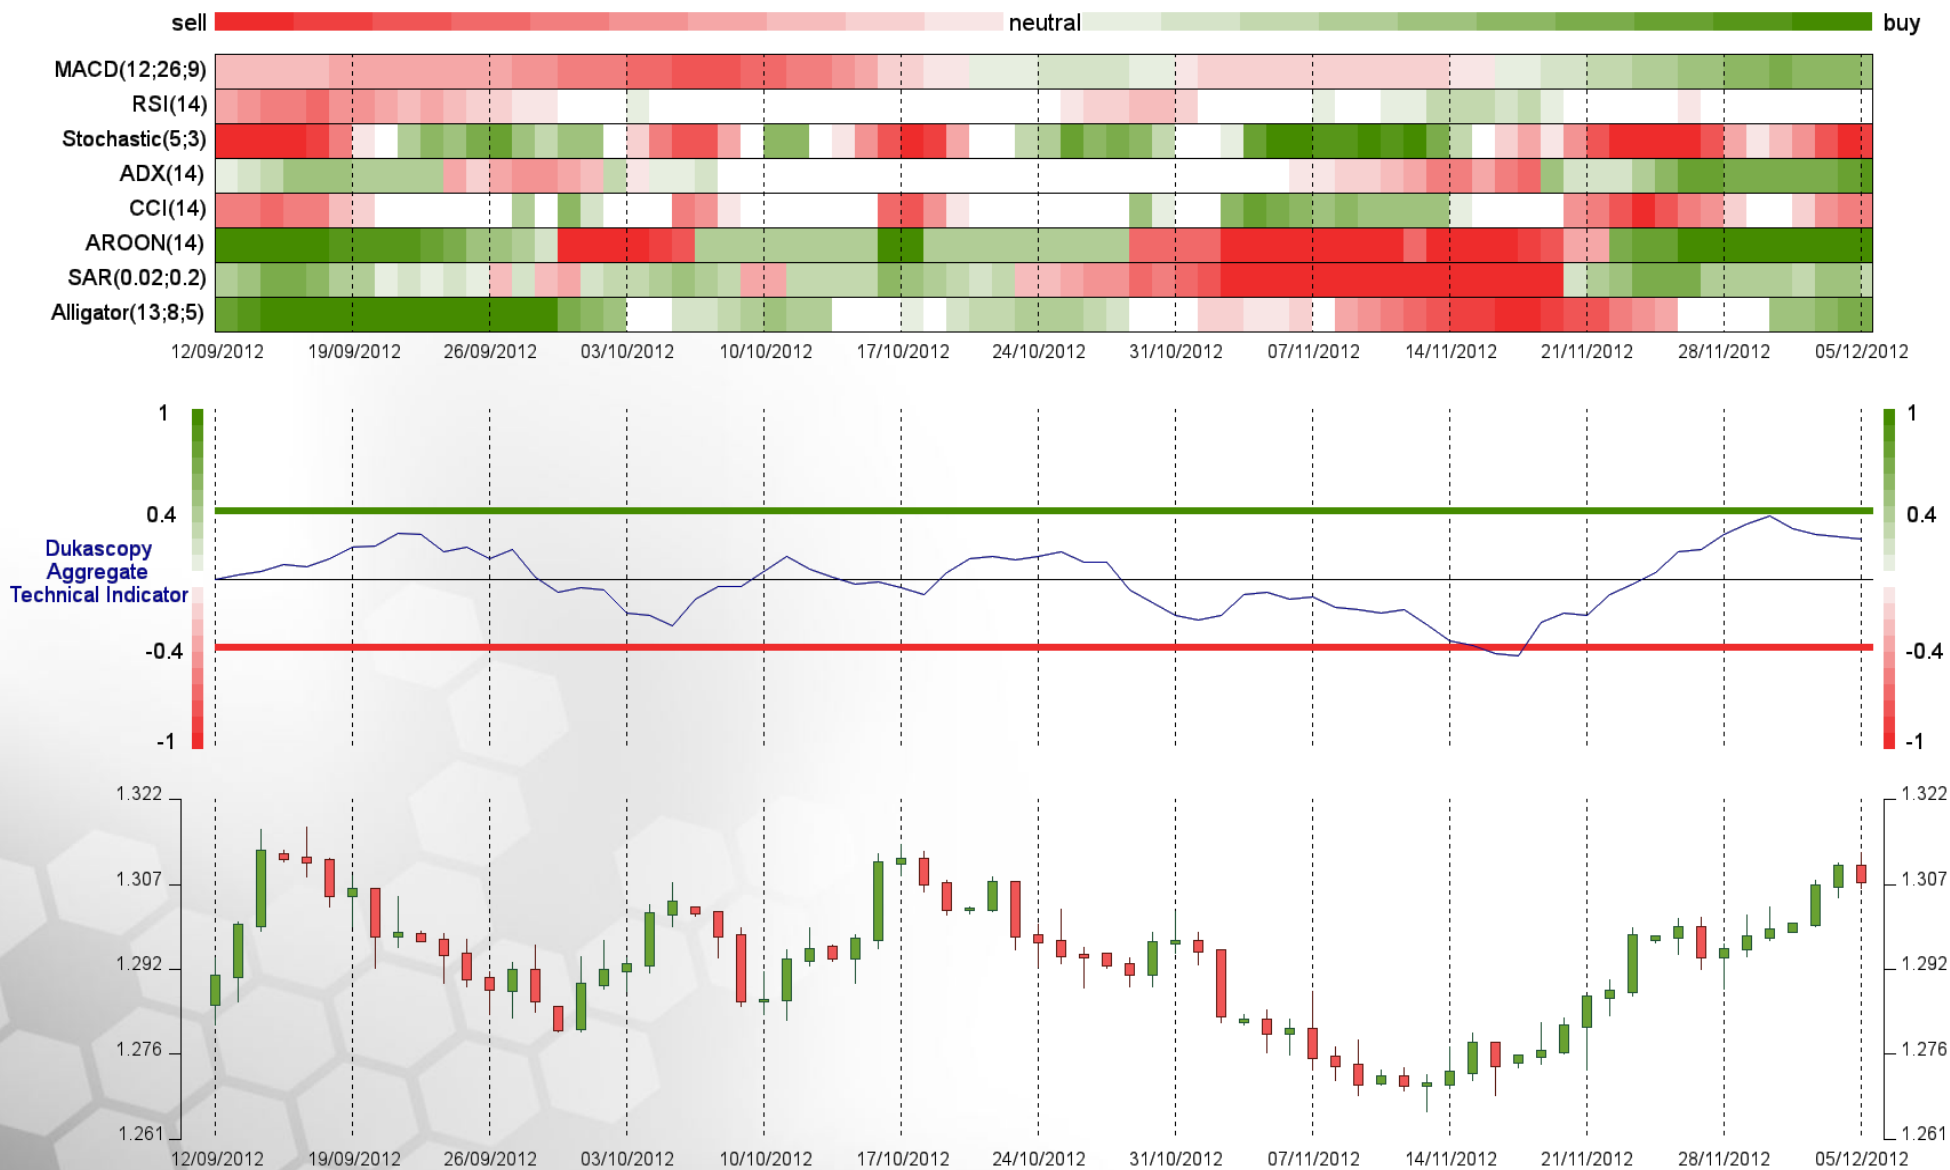 sell neutral buy
MACD(12;26;9)
RSI(14)
Stochastic(5;3)
ADX(14)
CCI(14)
AROON(14)
SAR(0.02;0.2)
Alligator(13;8;5)
12/09/2012 19/09/2012 26/09/2012 03/10/2012 10/10/2012 17/10/2012 24/10/2012 31/10/2012 07/11/2012 14/11/2012 21/11/2012 28/11/2012 05/12/2012
1 1
0.4 0.4
Dukascopy
Aggregate
Technical Indicator
-0.4 -0.4
-1 -1
1.322 1.322
1.307 1.307
1.292 1.292
1.276 1.276
1.261 1.261
12/09/2012 19/09/2012 26/09/2012 03/10/2012 10/10/2012 17/10/2012 24/10/2012 31/10/2012 07/11/2012 14/11/2012 21/11/2012 28/11/2012 05/12/2012